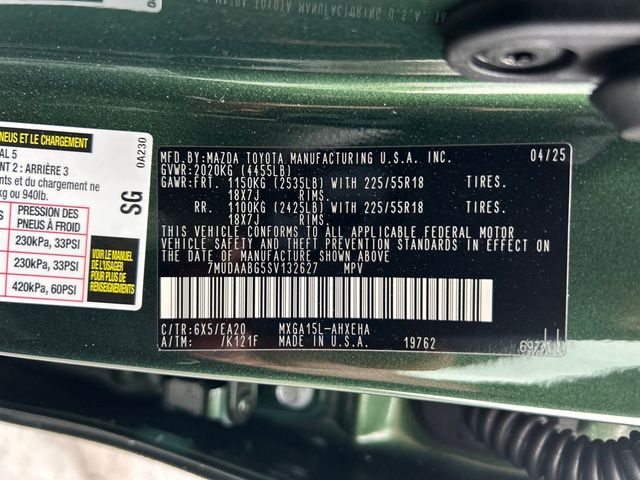 PNEUS ET LE CHARGEMENT
AL 5
NT 2 : ARRIÈRE 3
ents et du chargement ne
kg ou 940lb.
PRESSION DES
PNEUS À FROID
230kPa, 33PSI
230kPa, 33PSI
420kPa, 60PSI
VOIR LE MANUEL
DE L'USAGER
POUR PLUS DE
RENSEIGNEMENTS
SG
0A230
MFD.BY:MAZDA TOYOTA MANUFACTURING U.S.A. INC. 04/25
GVWR:2020KG (4455LB)
GAWR:FRT. 1150KG (2535LB) WITH 225/55R18 TIRES.
18X7J RIMS.
RR. 1100KG (2425LB) WITH 225/55R18 TIRES.
18X7J RIMS.
THIS VEHICLE CONFORMS TO ALL APPLICABLE FEDERAL MOTOR
VEHICLE SAFETY AND THEFT PREVENTION STANDARDS IN EFFECT ON
THE DATE OF MANUFACTURE SHOWN ABOVE.
7MUDAABG5SV132627 MPV
C/TR:6X5/EA20 MXGA15L-AHXEHA
A/TM: /K121F MADE IN U.S.A. 19762